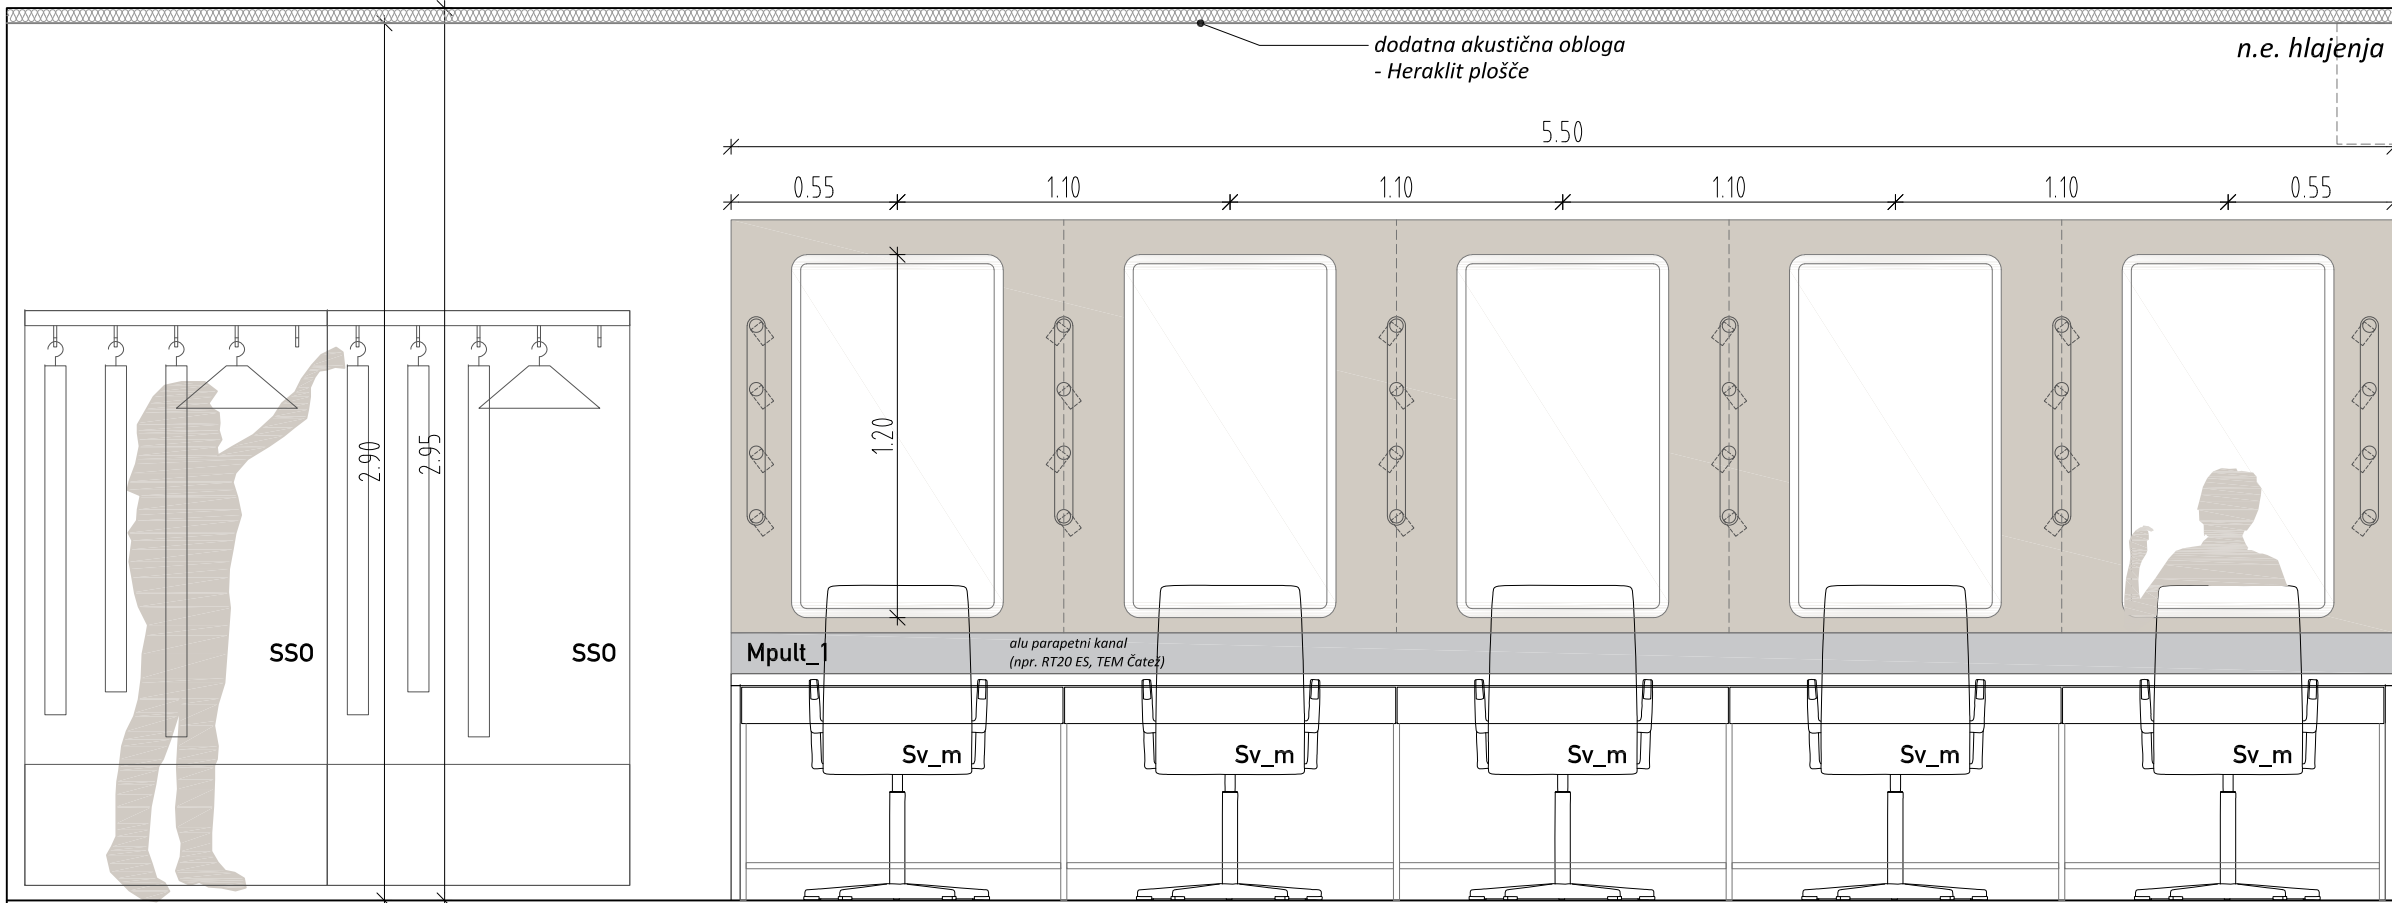 dodatna akustična obloga
- Heraklit plošče
n.e. hlajenja
5.50
0.55
1.10
1.10
1.10
1.10
0.55
1.20
2.90
2.95
SSO
SSO
Mpult_1
alu parapetni kanal
(npr. RT20 ES, TEM Čatež)
Sv_m
Sv_m
Sv_m
Sv_m
Sv_m